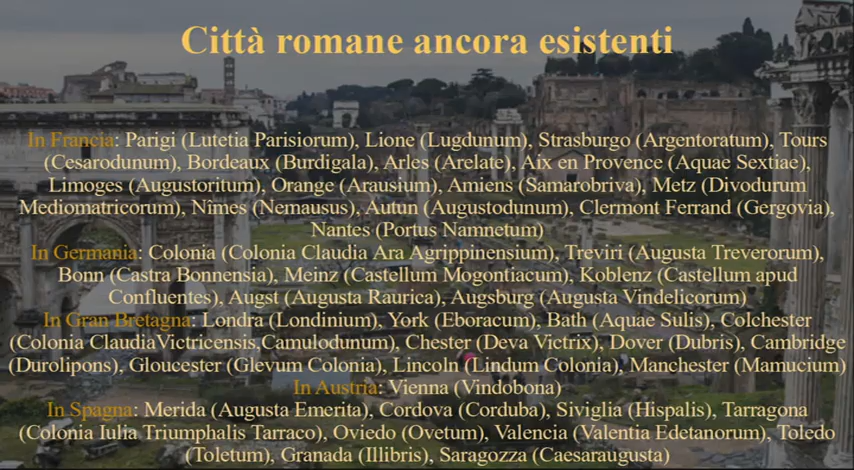 Città romane ancora esistenti
In Francia: Parigi (Lutetia Parisiorum), Lione (Lugdunum), Strasburgo (Argentoratum), Tours
(Cesarodunum), Bordeaux (Burdigala), Arles (Arelate), Aix en Provence (Aquae Sextiae),
Limoges (Augustoritum), Orange (Arausium), Amiens (Samarobriva), Metz (Divodurum
Mediomatricorum), Nîmes (Nemausus), Autun (Augustodunum), Clermont Ferrand (Gergovia),
Nantes (Portus Namnetum)
In Germania: Colonia (Colonia Claudia Ara Agrippinensium), Treviri (Augusta Treverorum),
Bonn (Castra Bonnensia), Meinz (Castellum Mogontiacum), Koblenz (Castellum apud
Confluentes), Augst (Augusta Raurica), Augsburg (Augusta Vindelicorum)
In Gran Bretagna: Londra (Londinium), York (Eboracum), Bath (Aquae Sulis), Colchester
(Colonia ClaudiaVictricensis,Camulodunum), Chester (Deva Victrix), Dover (Dubris), Cambridge
(Durolipons), Gloucester (Glevum Colonia), Lincoln (Lindum Colonia), Manchester (Mamucium)
In Austria: Vienna (Vindobona)
In Spagna: Merida (Augusta Emerita), Cordova (Corduba), Siviglia (Hispalis), Tarragona
(Colonia Iulia Triumphalis Tarraco), Oviedo (Ovetum), Valencia (Valentia Edetanorum), Toledo
(Toletum), Granada (Illibris), Saragozza (Caesaraugusta)